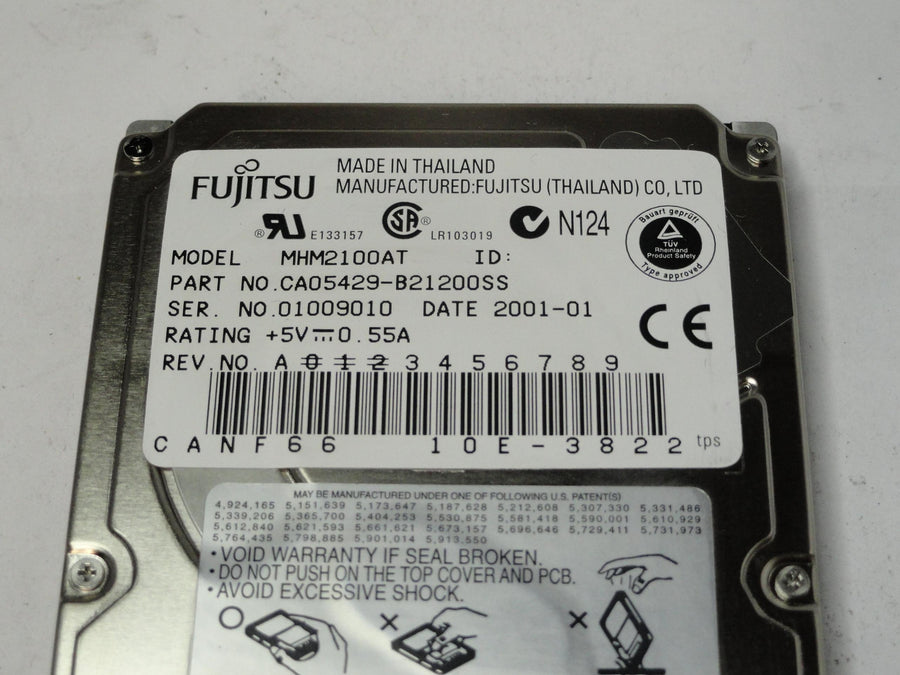 FUJITSU
MADE IN THAILAND
MANUFACTURED:FUJITSU (THAILAND) CO, LTD
® RU E133157 SA ® LR103019 N124
Bauart geprüft
TÜV
Rheinland
Product Safety
Type approved
MODEL MHM2100AT ID:
PART NO.CA05429-B21200SS
SER. NO.01009010 DATE 2001-01
RATING +5V⎓0.55A
CE
REV.NO. A 0 1 2 3 4 5 6 7 8 9
CANF66 10E-3822 tps
MAY BE MANUFACTURED UNDER ONE OF FOLLOWING U.S. PATENT(S)
4,924,165 5,151,639 5,173,647 5,187,628 5,212,608 5,307,330 5,331,486
5,339,206 5,365,700 5,404,253 5,530,875 5,581,418 5,590,001 5,610,929
5,612,840 5,621,593 5,661,621 5,673,157 5,696,646 5,729,411 5,731,973
5,764,435 5,798,885 5,901,014 5,913,550
•VOID WARRANTY IF SEAL BROKEN.
•DO NOT PUSH ON THE TOP COVER AND PCB.
•AVOID EXCESSIVE SHOCK.